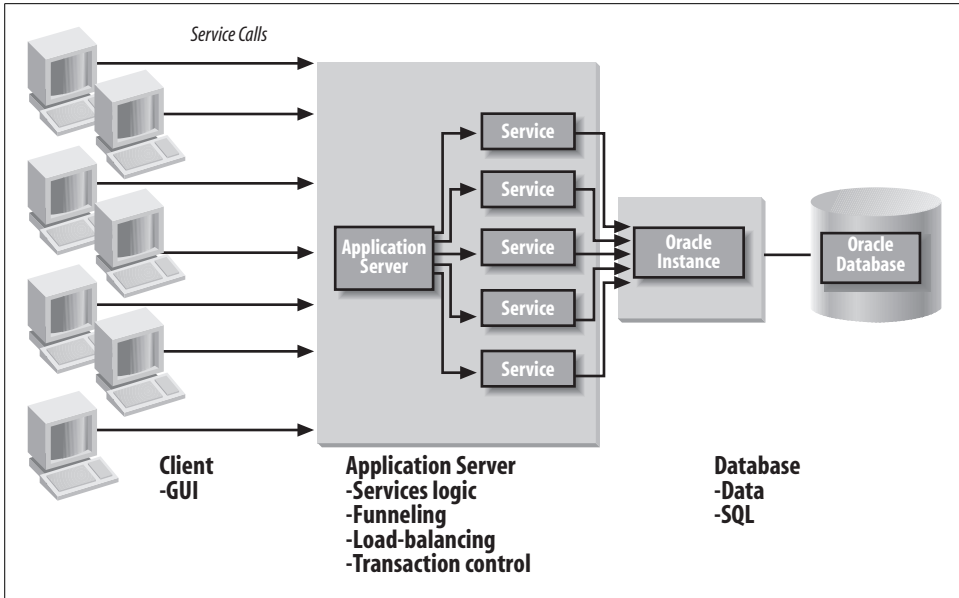 Service Calls
Service
Service
Application
Server
Service
Service
Service
Oracle
Instance
Oracle
Database
Client
-GUI
Application Server
-Services logic
-Funneling
-Load-balancing
-Transaction control
Database
-Data
-SQL